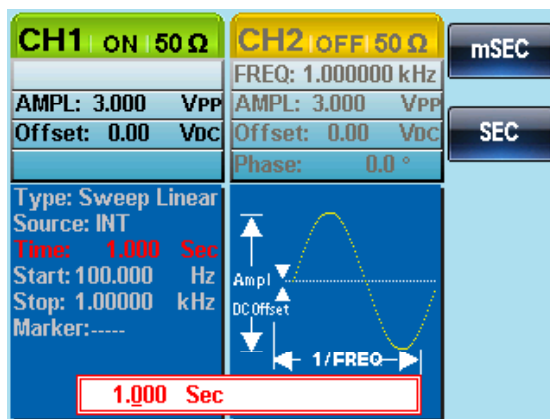 CH1 ON 50 Ω
CH2 OFF 50 Ω
mSEC
FREQ: 1.000000 kHz
AMPL: 3.000 VPP
AMPL: 3.000 VPP
Offset: 0.00 VDC
Offset: 0.00 VDC
SEC
Phase: 0.0 °
Type: Sweep Linear
Source: INT
Time: 1.000 Sec
Start: 100.000 Hz
Stop: 1.00000 kHz
Marker:-----
Ampl
DC Offset
1/FREQ
1.000 Sec